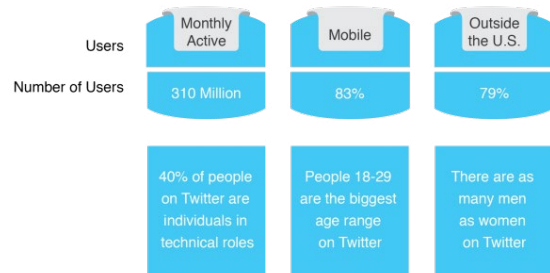 Users
Monthly
Active
Mobile
Outside
the U.S.
Number of Users
310 Million
83%
79%
40% of people
on Twitter are
individuals in
technical roles
People 18-29
are the biggest
age range
on Twitter
There are as
many men
as women
on Twitter